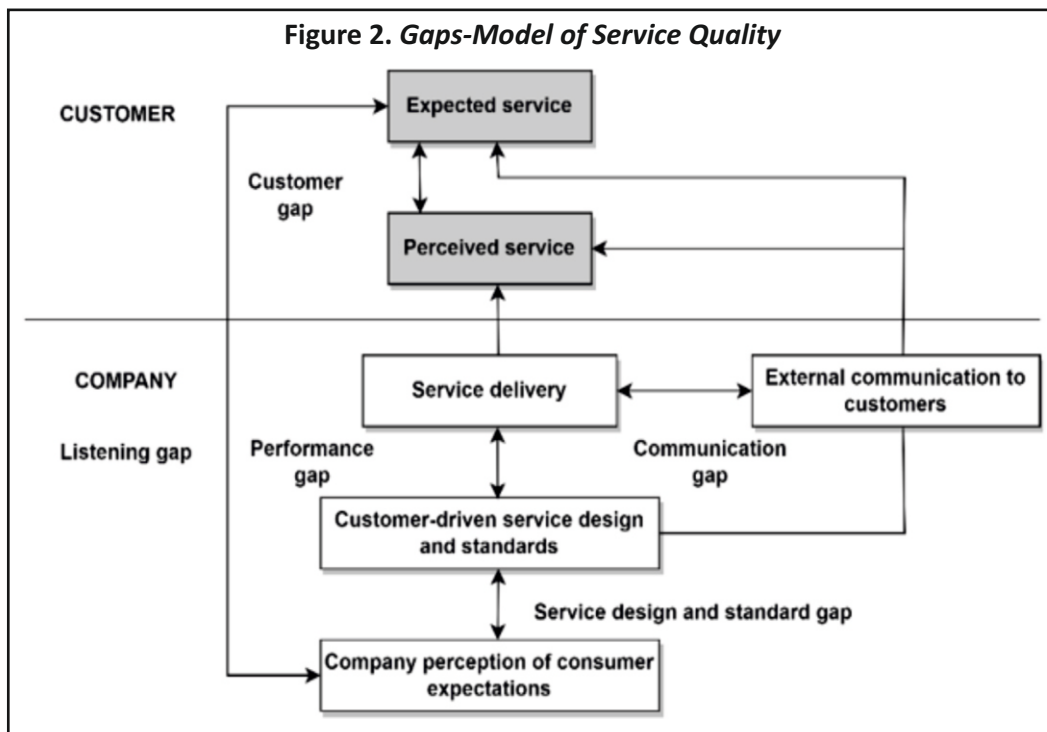 Figure 2. Gaps-Model of Service Quality
CUSTOMER
Expected service
Customer
gap
Perceived service
COMPANY
Service delivery
External communication to
customers
Listening gap
Performance
gap
Communication
gap
Customer-driven service design
and standards
Service design and standard gap
Company perception of consumer
expectations